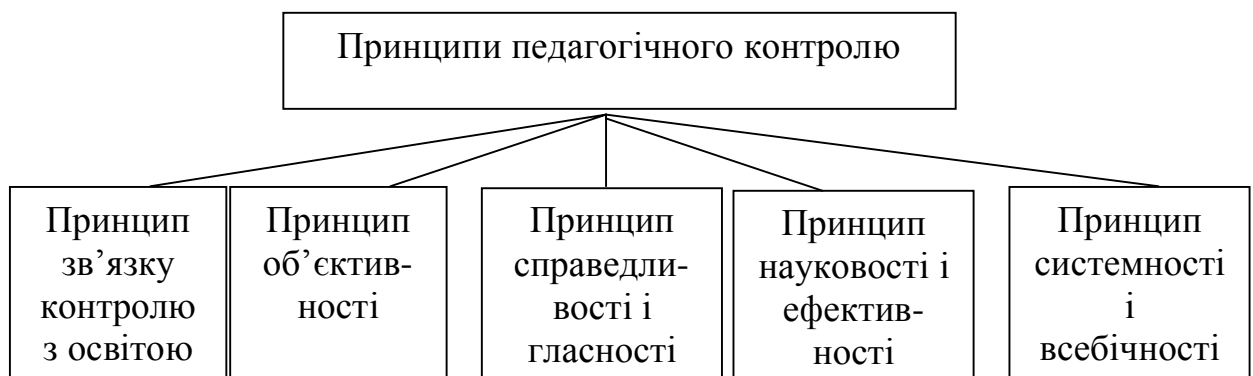 Принципи педагогічного контролю
Принцип
зв’язку
контролю
з освітою
Принцип
об’єктив-
ності
Принцип
справедли-
вості і
гласності
Принцип
науковості і
ефектив-
ності
Принцип
системності
і
всебічності